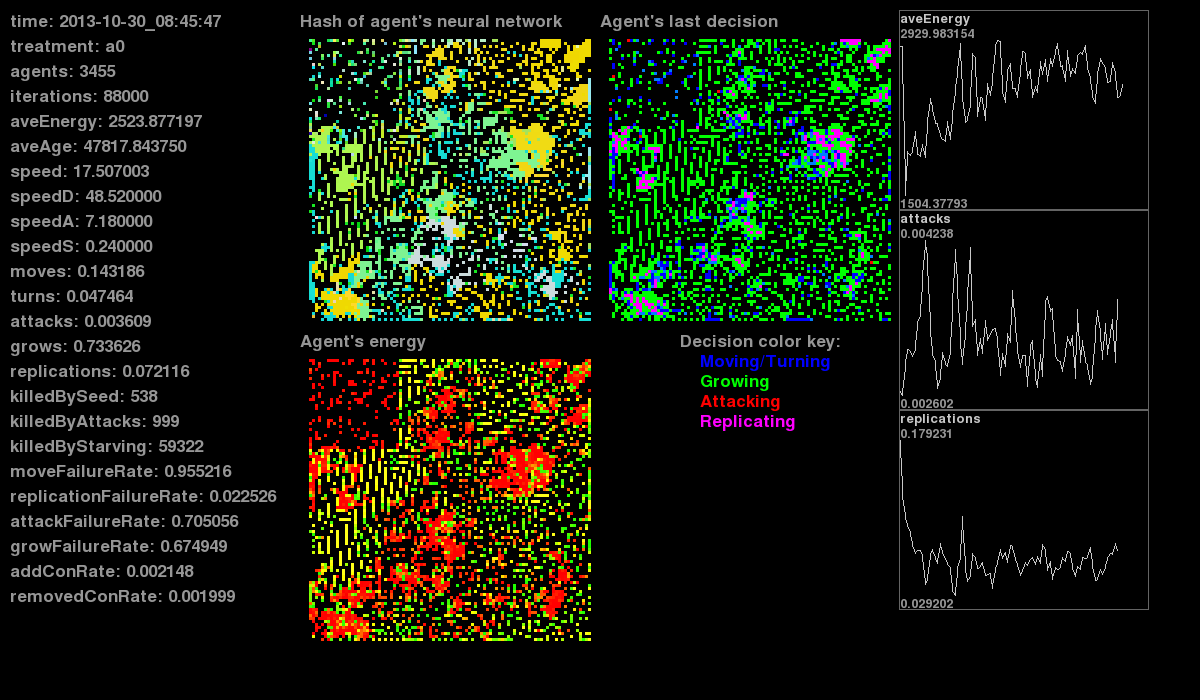 time: 2013-10-30_08:45:47
treatment: a0
agents: 3455
iterations: 88000
aveEnergy: 2523.877197
aveAge: 47817.843750
speed: 17.507003
speedD: 48.520000
speedA: 7.180000
speedS: 0.240000
moves: 0.143186
turns: 0.047464
attacks: 0.003609
grows: 0.733626
replications: 0.072116
killedBySeed: 538
killedByAttacks: 999
killedByStarving: 59322
moveFailureRate: 0.955216
replicationFailureRate: 0.022526
attackFailureRate: 0.705056
growFailureRate: 0.674949
addConRate: 0.002148
removedConRate: 0.001999
Hash of agent's neural network
Agent's last decision
Agent's energy
Decision color key:
Moving/Turning
Growing
Attacking
Replicating
aveEnergy
2929.983154
1504.37793
attacks
0.004238
0.002602
replications
0.179231
0.029202